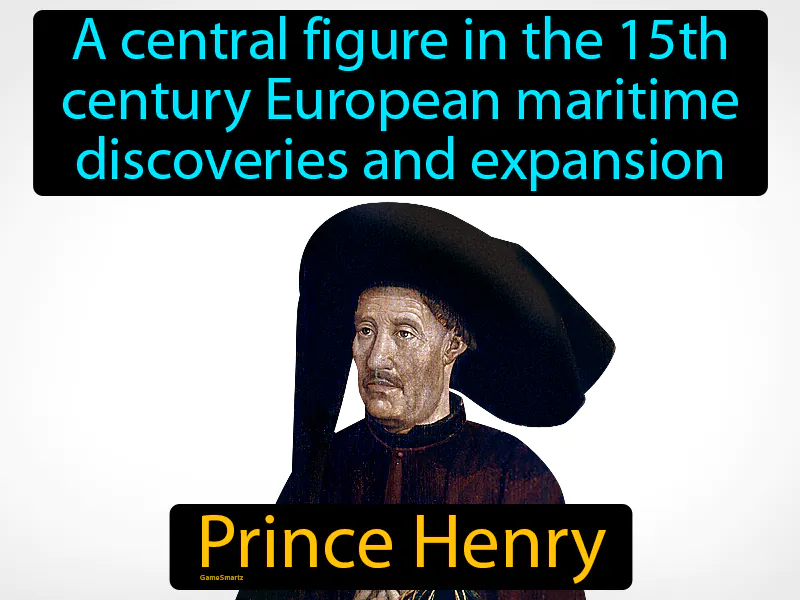 A central figure in the 15th
century European maritime
discoveries and expansion
Prince Henry
GameSmartz